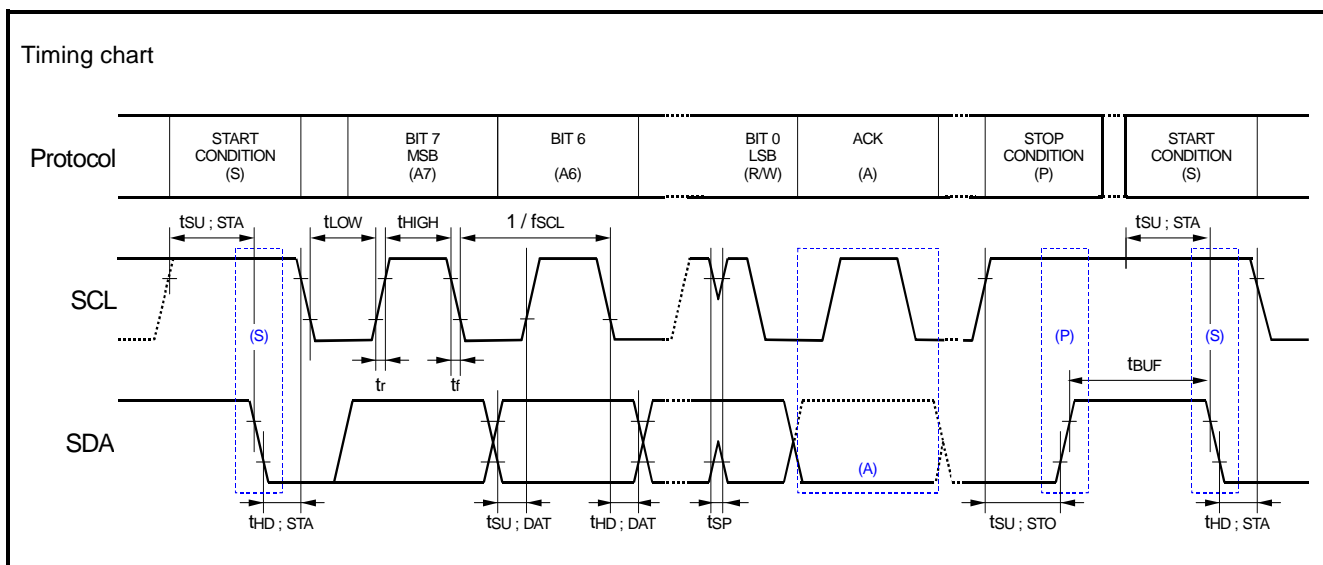 Timing chart
Protocol
START
CONDITION
(S)
BIT 7
MSB
(A7)
BIT 6
(A6)
BIT 0
LSB
(R/W)
ACK
(A)
STOP
CONDITION
(P)
START
CONDITION
(S)
tSU ; STA
tLOW
tHIGH
1 / fSCL
tSU ; STA
SCL
(S)
(P)
(S)
tr
tf
tBUF
SDA
(A)
tHD ; STA
tSU ; DAT
tHD ; DAT
tSP
tSU ; STO
tHD ; STA